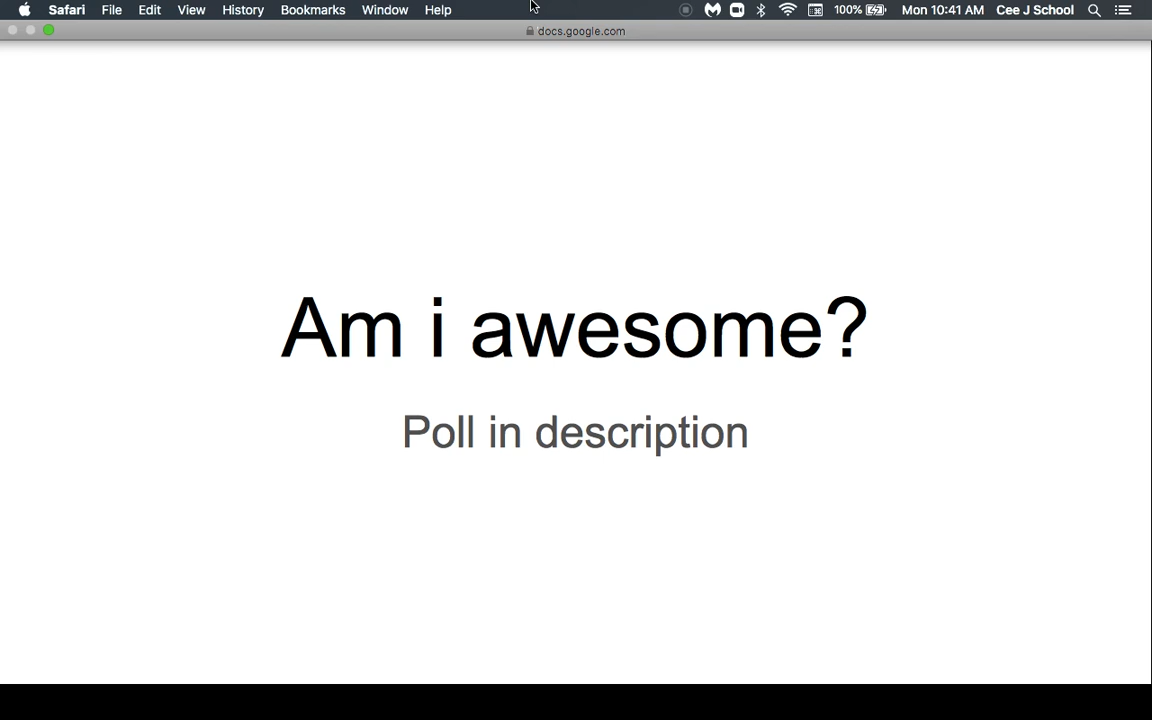 Safari File Edit View History Bookmarks Window Help 100% Mon 10:41 AM Cee J School
docs.google.com
Am i awesome?
Poll in description